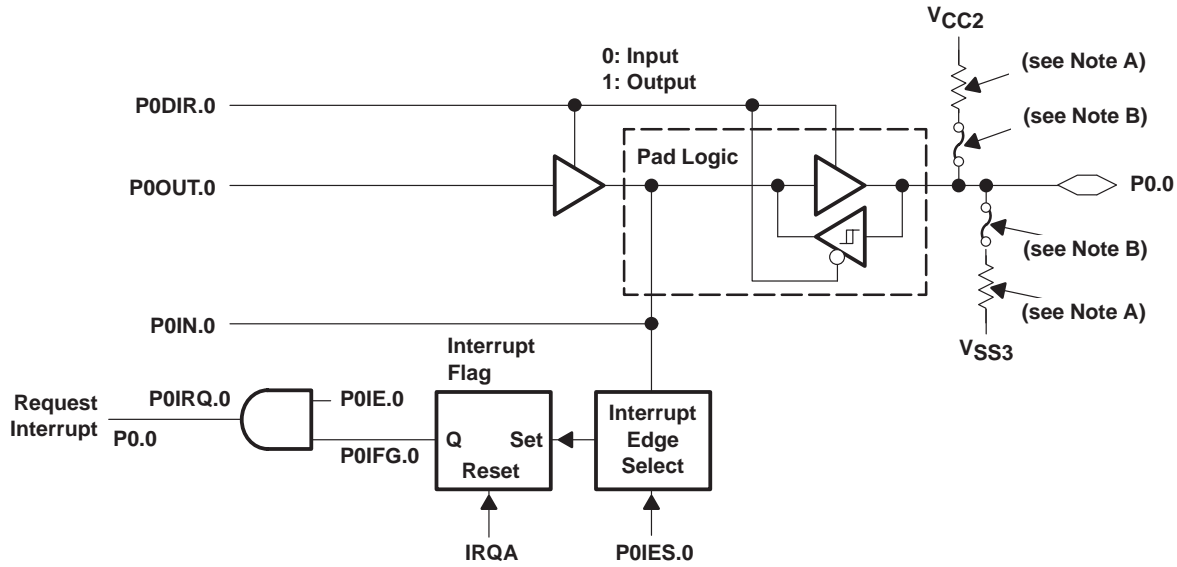 VCC2
0: Input
1: Output
(see Note A)
P0DIR.0
(see Note B)
Pad Logic
P0OUT.0
P0.0
(see Note B)
P0IN.0
(see Note A)
VSS3
Interrupt
Flag
Request
Interrupt
P0IRQ.0
P0.0
P0IE.0
P0IFG.0
Q
Set
Reset
Interrupt
Edge
Select
IRQA
P0IES.0